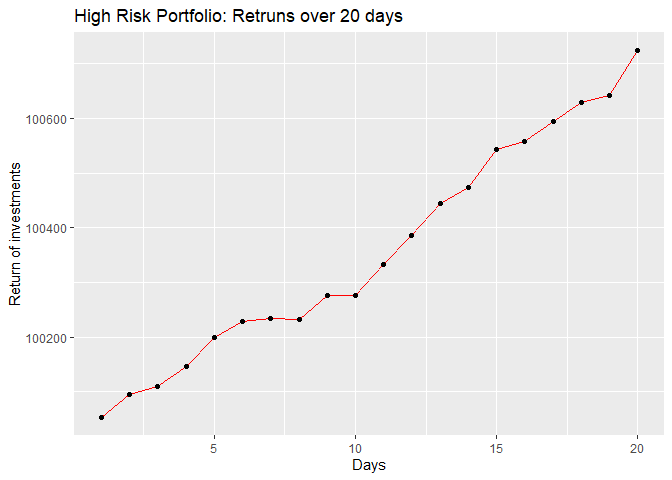 High Risk Portfolio: Retruns over 20 days
Return of investments
100600
100400
100200
5
10
15
20
Days